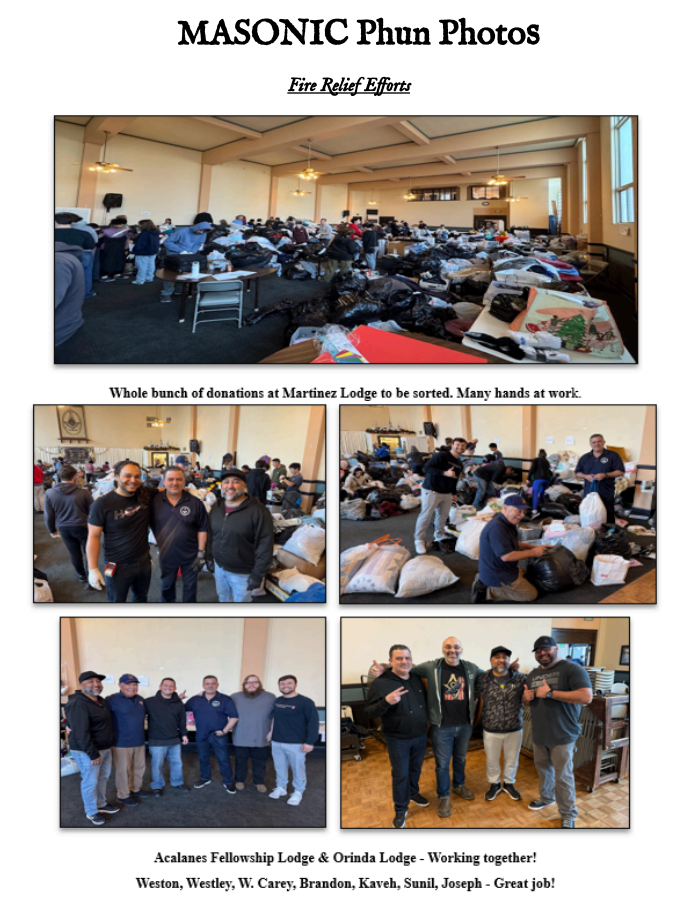 MASONIC Phun Photos
Fire Relief Efforts
Whole bunch of donations at Martinez Lodge to be sorted. Many hands at work.
Acalanes Fellowship Lodge & Orinda Lodge - Working together!
Weston, Westley, W. Carey, Brandon, Kaveh, Sunil, Joseph - Great job!